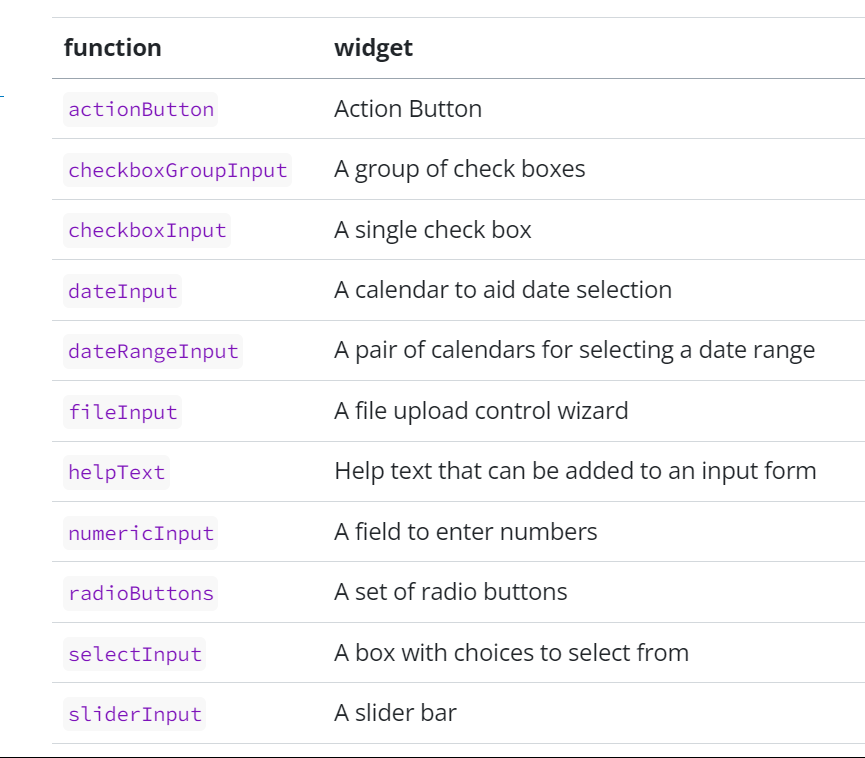 function widget
actionButton Action Button
checkboxGroupInput A group of check boxes
checkboxInput A single check box
dateInput A calendar to aid date selection
dateRangeInput A pair of calendars for selecting a date range
fileInput A file upload control wizard
helpText Help text that can be added to an input form
numericInput A field to enter numbers
radioButtons A set of radio buttons
selectInput A box with choices to select from
sliderInput A slider bar